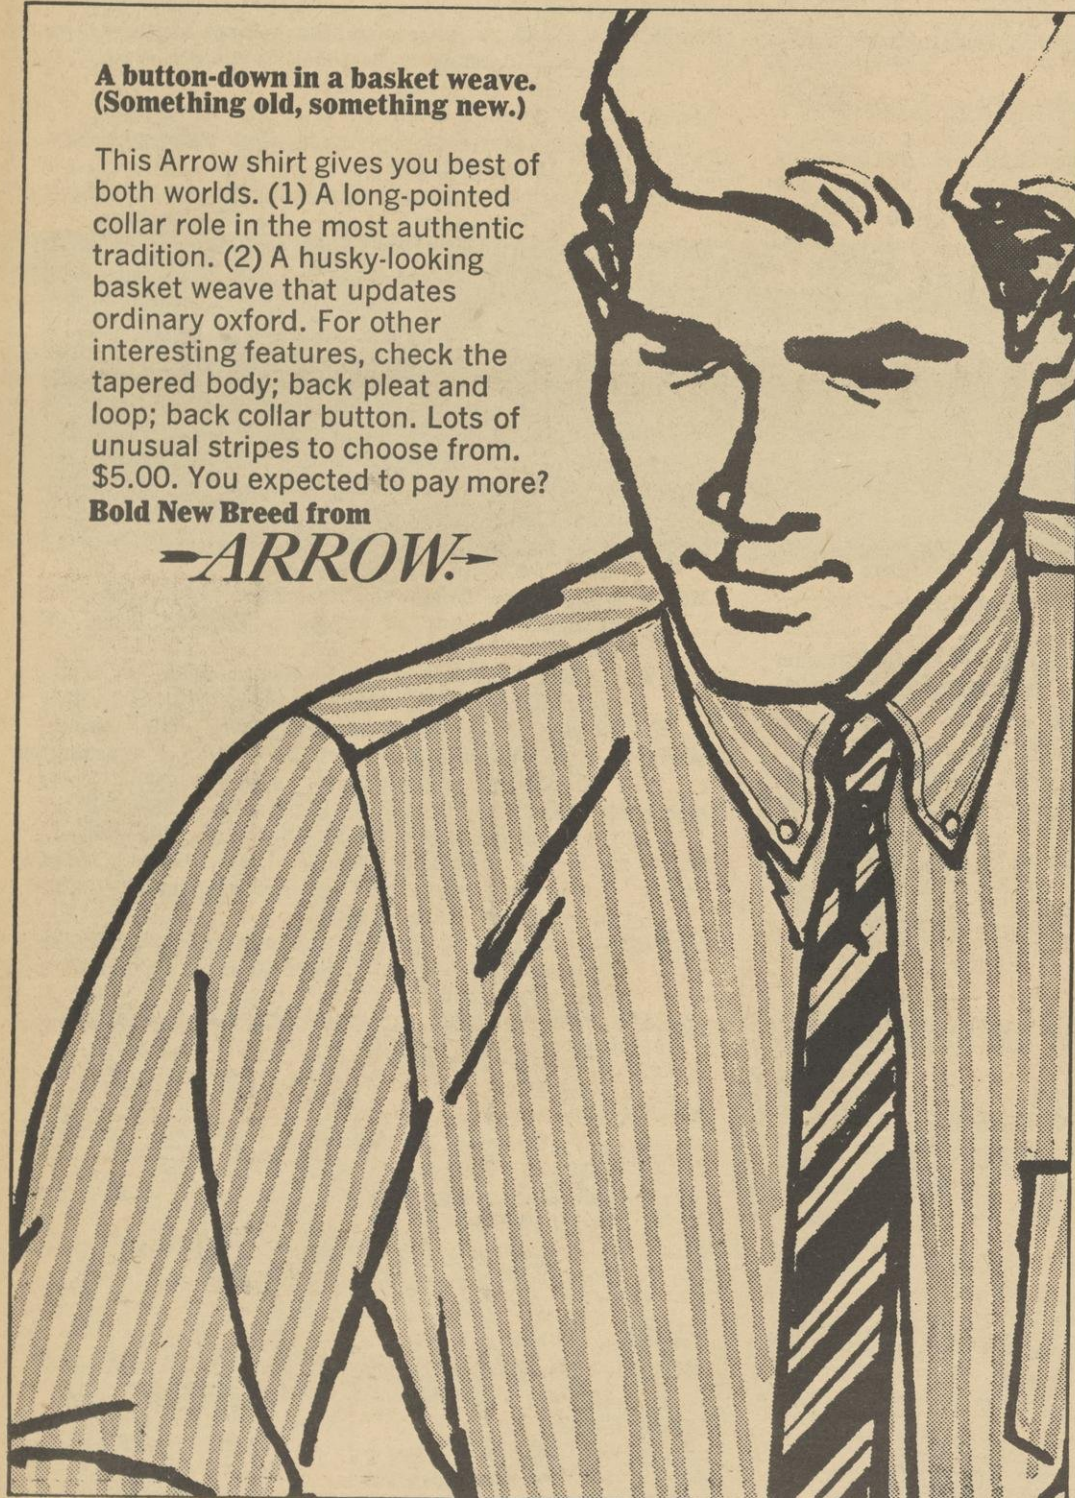 A button-down in a basket weave.
(Something old, something new.)
This Arrow shirt gives you best of
both worlds. (1) A long-pointed
collar role in the most authentic
tradition. (2) A husky-looking
basket weave that updates
ordinary oxford. For other
interesting features, check the
tapered body; back pleat and
loop; back collar button. Lots of
unusual stripes to choose from.
$5.00. You expected to pay more?
Bold New Breed from
ARROW.